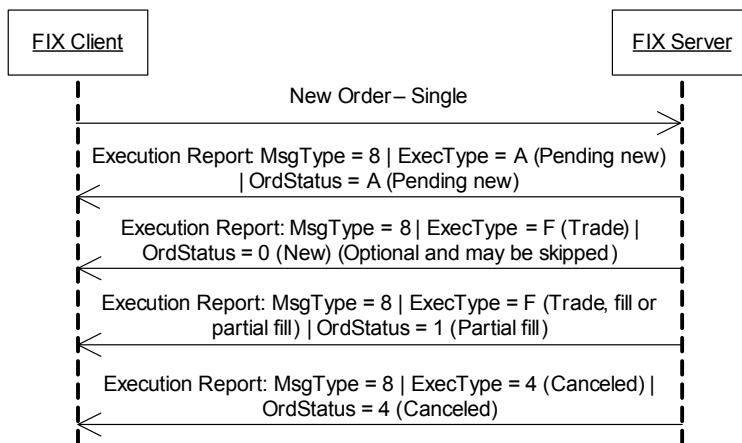 FIX Client
FIX Server
New Order – Single
Execution Report: MsgType = 8 | ExecType = A (Pending new)
| OrdStatus = A (Pending new)
Execution Report: MsgType = 8 | ExecType = F (Trade) |
OrdStatus = 0 (New) (Optional and may be skipped)
Execution Report: MsgType = 8 | ExecType = F (Trade, fill or
partial fill) | OrdStatus = 1 (Partial fill)
Execution Report: MsgType = 8 | ExecType = 4 (Canceled) |
OrdStatus = 4 (Canceled)